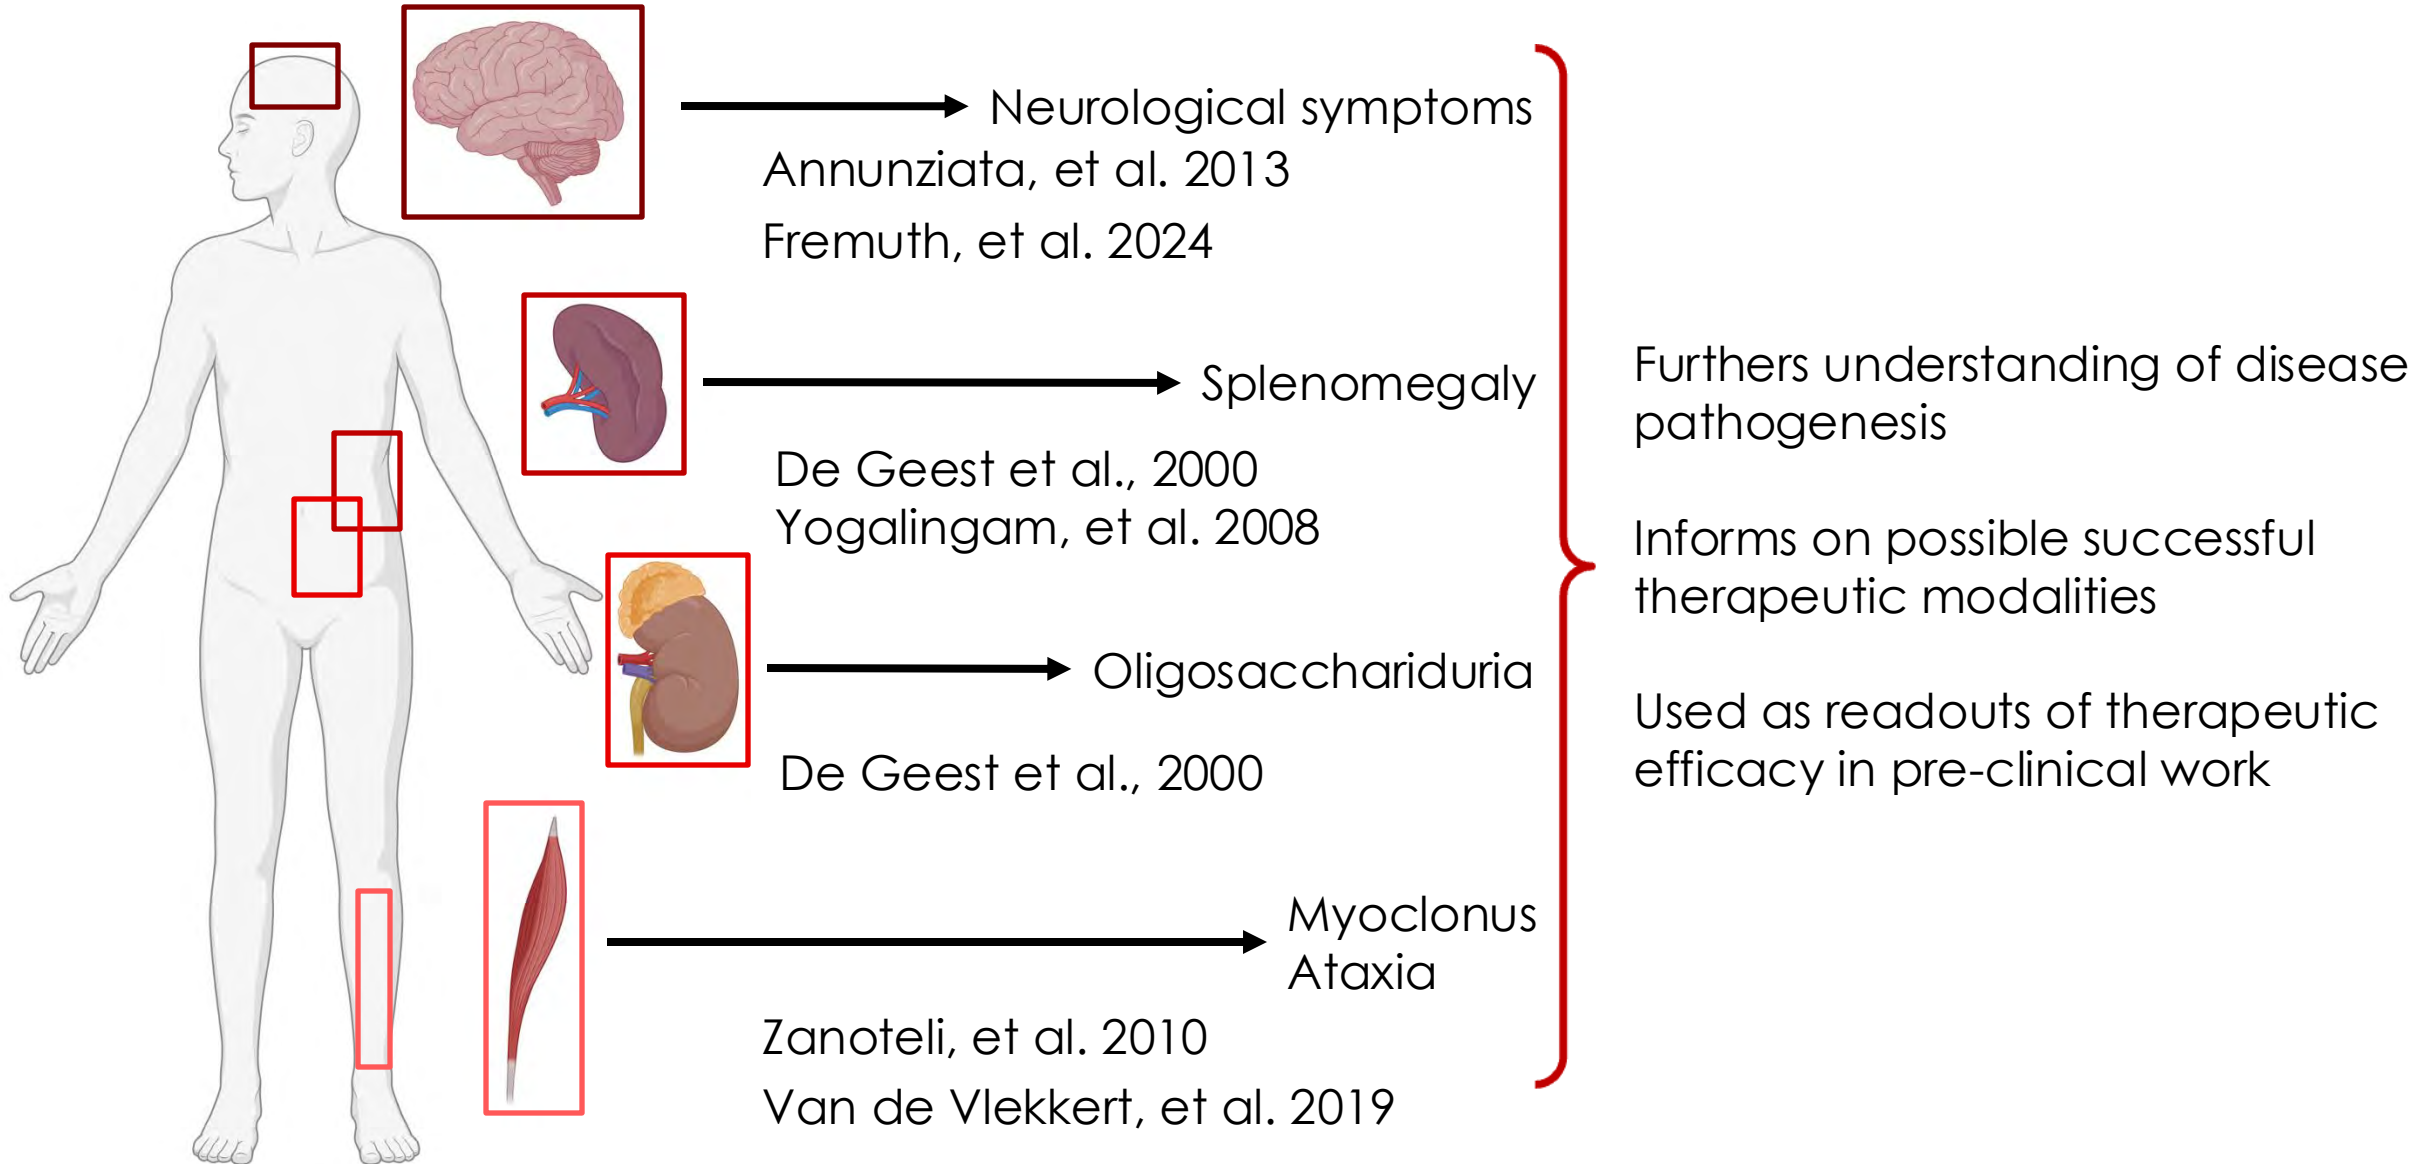 Neurological symptoms
Annunziata, et al. 2013
Fremuth, et al. 2024
Splenomegaly
De Geest et al., 2000
Yogalingam, et al. 2008
Oligosacchariduria
De Geest et al., 2000
Myoclonus
Ataxia
Zanoteli, et al. 2010
Van de Vlekkert, et al. 2019
Furthers understanding of disease
pathogenesis
Informs on possible successful
therapeutic modalities
Used as readouts of therapeutic
efficacy in pre-clinical work